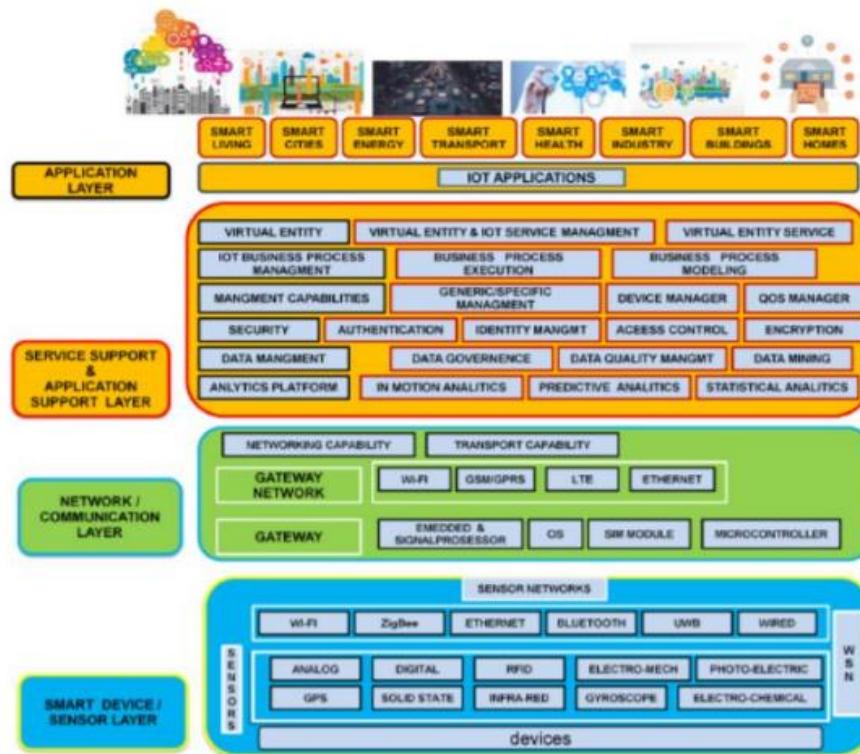 SMART LIVING
SMART CITIES
SMART ENERGY
SMART TRANSPORT
SMART HEALTH
SMART INDUSTRY
SMART BUILDINGS
SMART HOMES
APPLICATION LAYER
IOT APPLICATIONS
VIRTUAL ENTITY
VIRTUAL ENTITY & IOT SERVICE MANAGMENT
VIRTUAL ENTITY SERVICE
IOT BUSINESS PROCESS MANAGMENT
BUSINESS PROCESS EXECUTION
BUSINESS PROCESS MODELING
MANGMENT CAPABILITIES
GENERIC/SPECIFIC MANAGMENT
DEVICE MANAGER
QOS MANAGER
SECURITY
AUTHENTICATION
IDENTITY MANGMT
ACEESS CONTROL
ENCRYPTION
SERVICE SUPPORT
&
APPLICATION
SUPPORT LAYER
DATA MANGMENT
DATA GOVERNENCE
DATA QUALITY MANGMT
DATA MINING
ANLYTICS PLATFORM
IN MOTION ANALITICS
PREDICTIVE ANALITICS
STATISTICAL ANALITICS
NETWORKING CAPABILITY
TRANSPORT CAPABILITY
GATEWAY NETWORK
WI-FI
GSM/GPRS
LTE
ETHERNET
NETWORK /
COMMUNICATION
LAYER
GATEWAY
EMEDDED &
SIGNALPROSESSOR
OS
SIM MODULE
MICROCONTROLLER
SENSOR NETWORKS
WI-FI
ZigBee
ETHERNET
BLUETOOTH
UWB
WIRED
SENSORS
WSN
ANALOG
DIGITAL
RFID
ELECTRO-MECH
PHOTO-ELECTRIC
GPS
SOLID STATE
INFRA-RED
GYROSCOPE
ELECTRO-CHEMICAL
SMART DEVICE /
SENSOR LAYER
devices